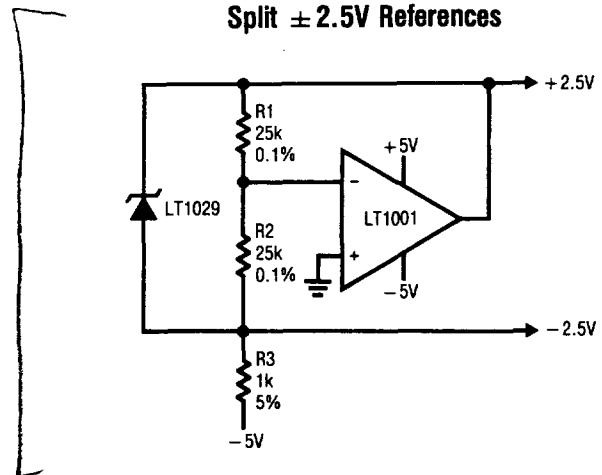 Split ± 2.5V References
+2.5V
R1
25k
0.1%
+5V
−
LT1001
LT1029
R2
25k
0.1%
+
−5V
−2.5V
R3
1k
5%
−5V